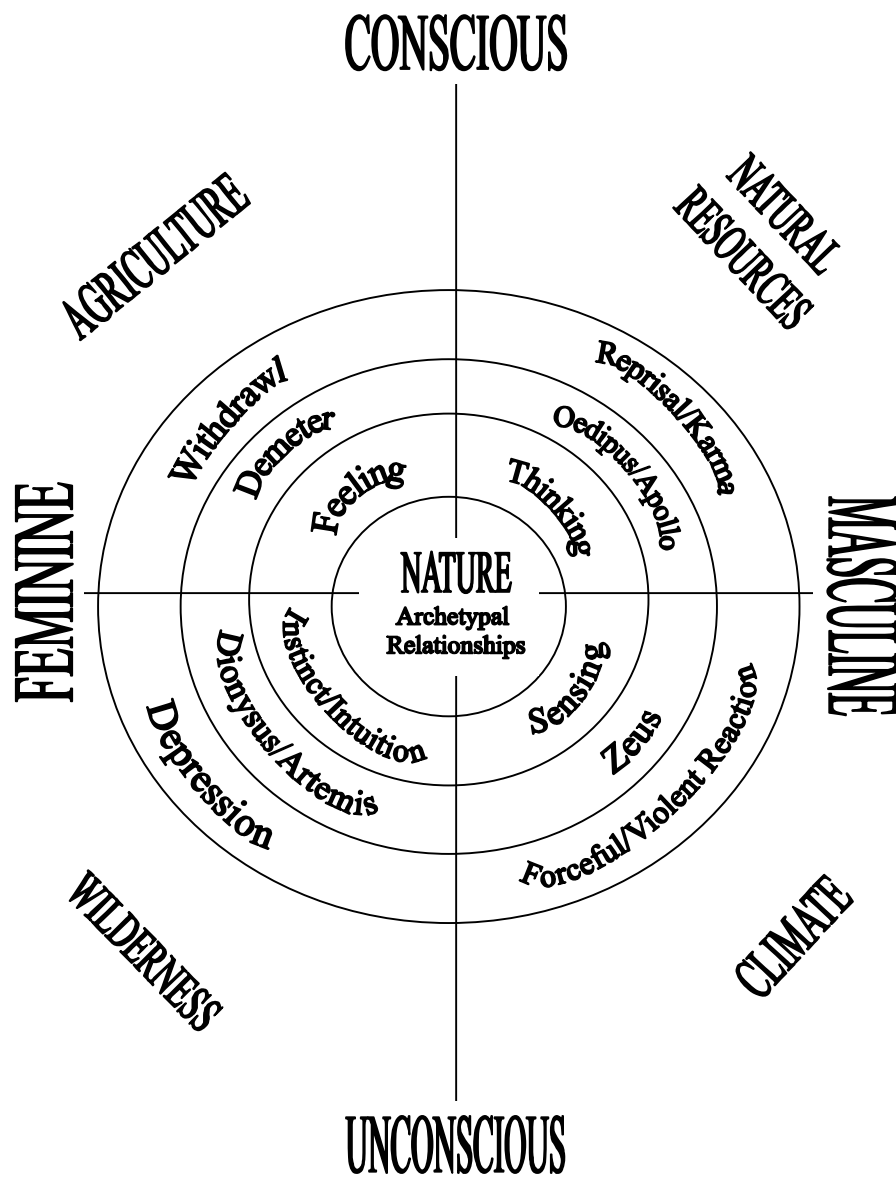 CONSCIOUS
AGRICULTURE
NATURAL
RESOURCES
Withdrawl
Reprisal/Karma
Demeter
Oedipus/Apollo
Feeling
Thinking
FEMININE
MASCULINE
NATURE
Archetypal
Relationships
Instinct/Intuition
Sensing
Dionysus/Artemis
Zeus
Depression
Forceful/Violent Reaction
WILDERNESS
CLIMATE
UNCONSCIOUS